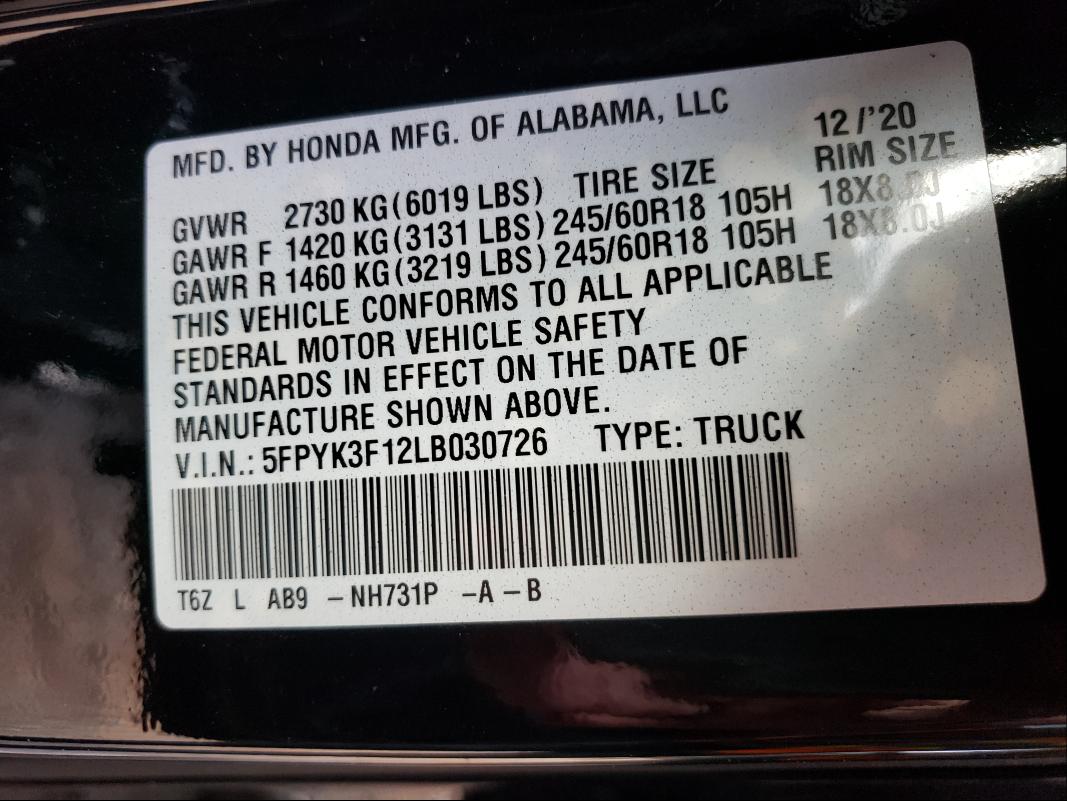 MFD. BY HONDA MFG. OF ALABAMA, LLC 12/'20
GVWR 2730 KG(6019 LBS) TIRE SIZE RIM SIZE
GAWR F 1420 KG(3131 LBS) 245/60R18 105H 18X8.0J
GAWR R 1460 KG(3219 LBS) 245/60R18 105H 18X8.0J
THIS VEHICLE CONFORMS TO ALL APPLICABLE
FEDERAL MOTOR VEHICLE SAFETY
STANDARDS IN EFFECT ON THE DATE OF
MANUFACTURE SHOWN ABOVE.
V.I.N.: 5FPYK3F12LB030726 TYPE: TRUCK
T6Z L AB9 -NH731P -A-B